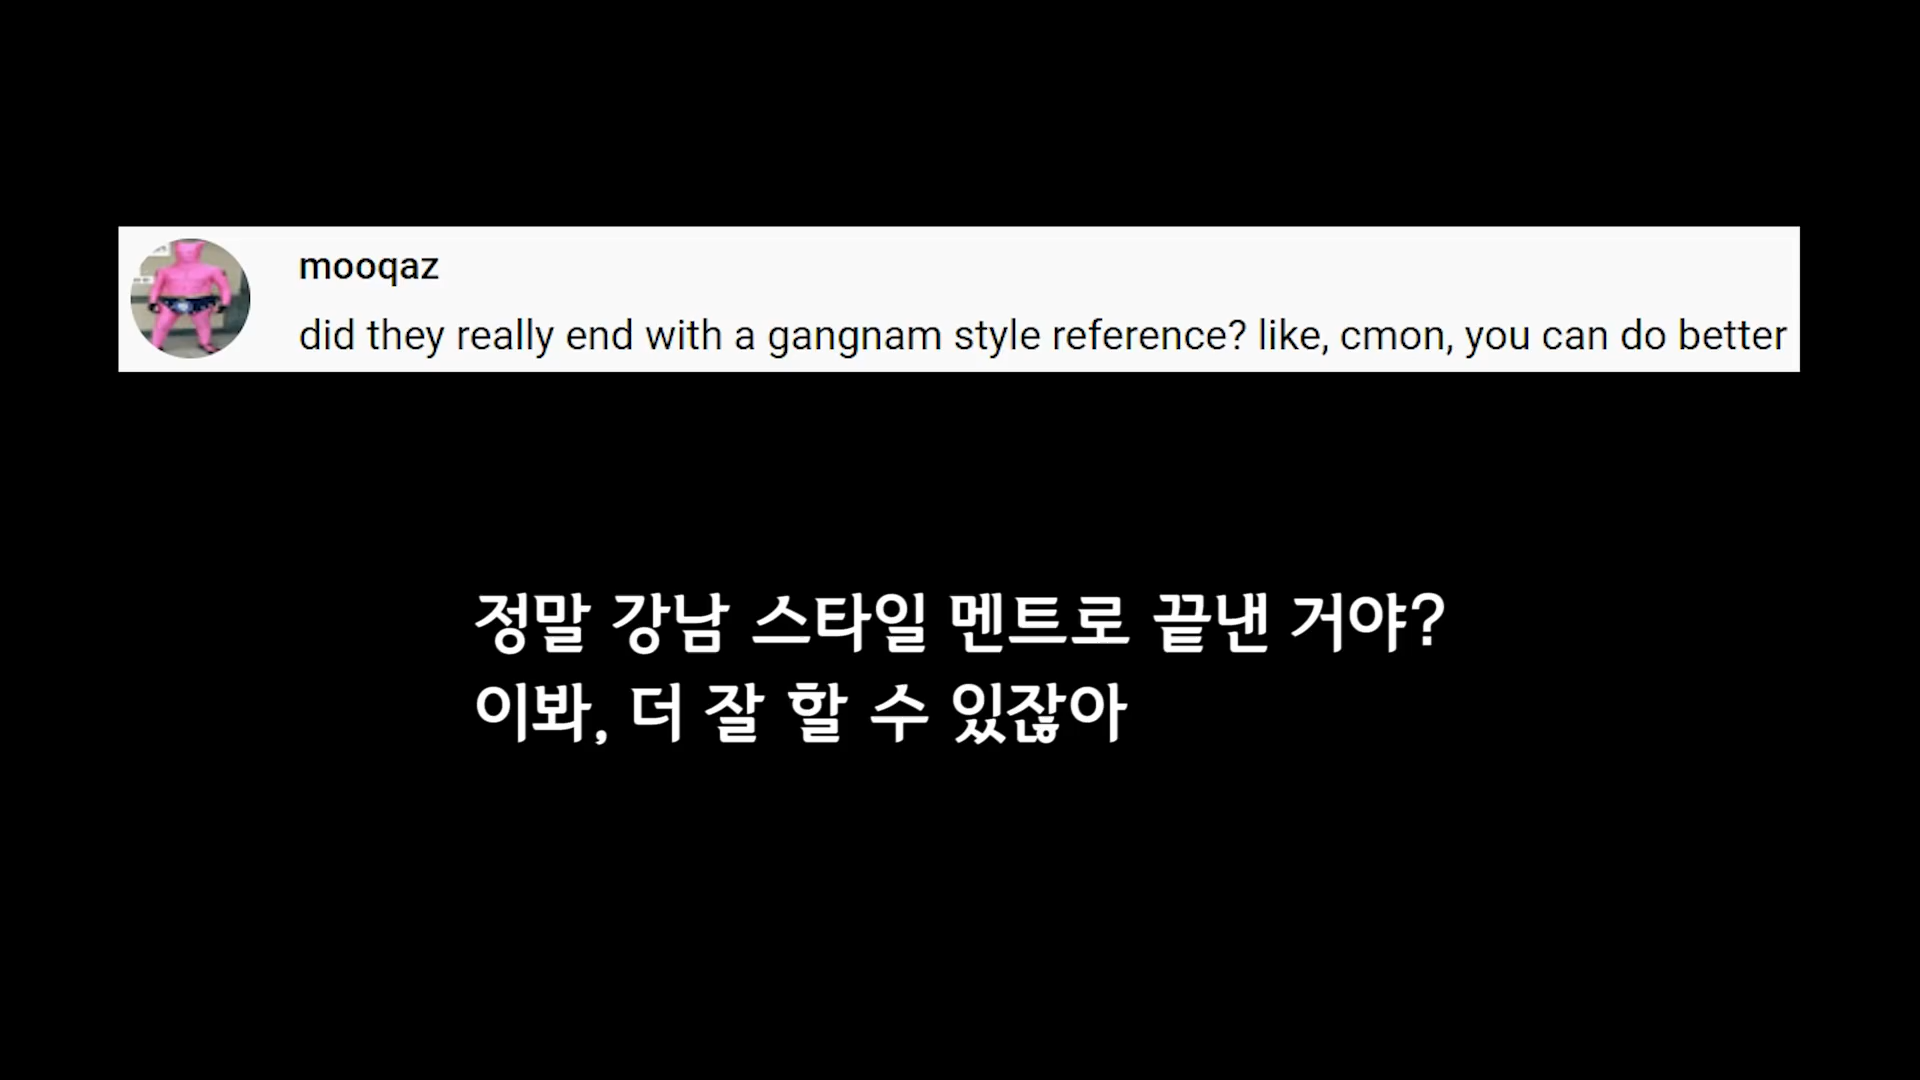 mooqaz
did they really end with a gangnam style reference? like, cmon, you can do better
정말 강남 스타일 멘트로 끝낸 거야?
이봐, 더 잘 할 수 있잖아